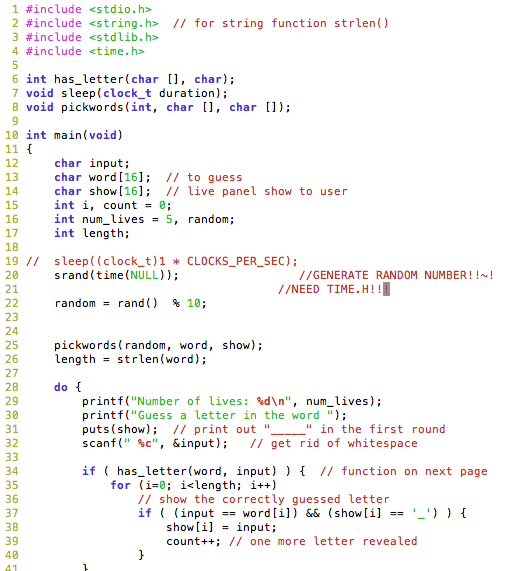 1 #include <stdio.h>
2 #include <string.h>  // for string function strlen()
3 #include <stdlib.h>
4 #include <time.h>
5
6 int has_letter(char [], char);
7 void sleep(clock_t duration);
8 void pickwords(int, char [], char []);
9
10 int main(void)
11 {
12     char input;
13     char word[16];  // to guess
14     char show[16];  // live panel show to user
15     int i, count = 0;
16     int num_lives = 5, random;
17     int length;
18
19 //  sleep((clock_t)1 * CLOCKS_PER_SEC);
20     srand(time(NULL));                 //GENERATE RANDOM NUMBER!!~!
21                                     //NEED TIME.H!!!
22     random = rand()  % 10;
23
24
25     pickwords(random, word, show);
26     length = strlen(word);
27
28     do {
29         printf("Number of lives: %d\n", num_lives);
30         printf("Guess a letter in the word ");
31         puts(show);  // print out "_____" in the first round
32         scanf(" %c", &input);   // get rid of whitespace
33
34         if ( has_letter(word, input) ) {  // function on next page
35             for (i=0; i<length; i++)
36                 // show the correctly guessed letter
37                 if ( (input == word[i]) && (show[i] == '_') ) {
38                     show[i] = input;
39                     count++; // one more letter revealed
40                 }
41         }